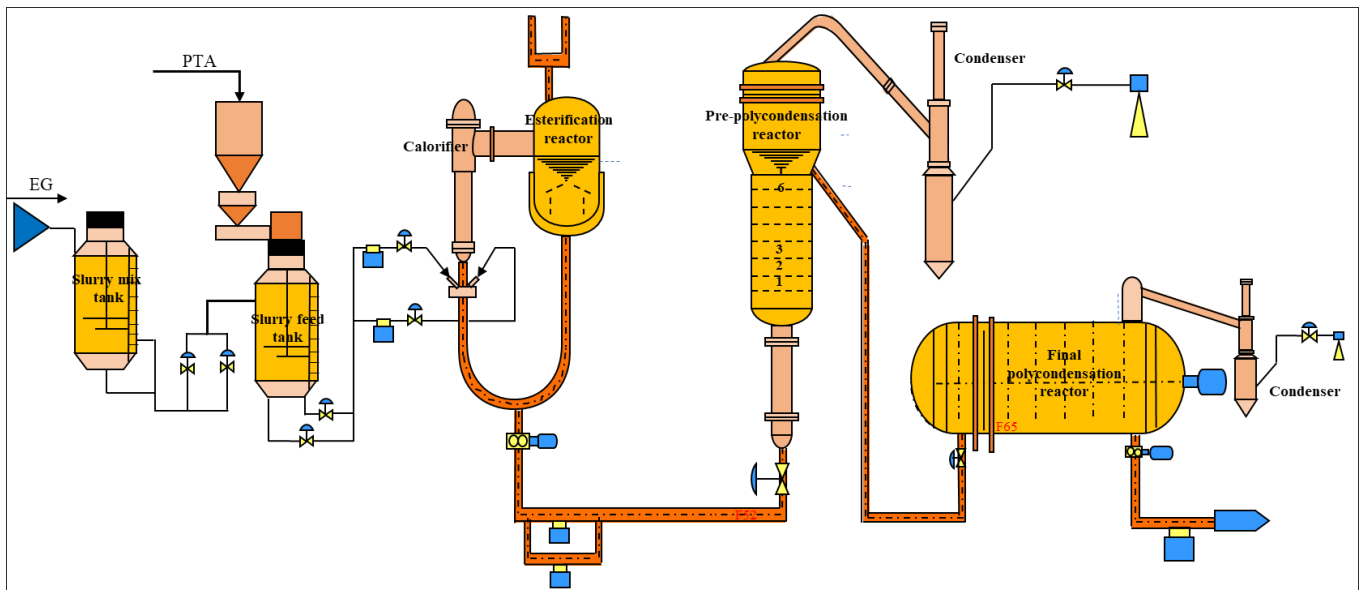 PTA
EG
Slurry mix
tank
Slurry feed
tank
Calorifier
Esterification
reactor
Pre-polycondensation
reactor
6
3
2
1
Condenser
F52
Final
polycondensation
reactor
F65
Condenser